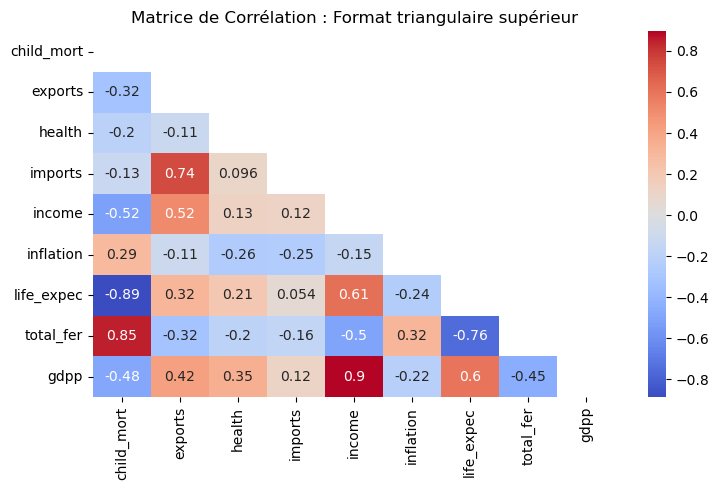 Matrice de Corrélation : Format triangulaire supérieur
child_mort
exports -0.32
health -0.2 -0.11
imports -0.13 0.74 0.096
income -0.52 0.52 0.13 0.12
inflation 0.29 -0.11 -0.26 -0.25 -0.15
life_expec -0.89 0.32 0.21 0.054 0.61 -0.24
total_fer 0.85 -0.32 -0.2 -0.16 -0.5 0.32 -0.76
gdpp -0.48 0.42 0.35 0.12 0.9 -0.22 0.6 -0.45
child_mort exports health imports income inflation life_expec total_fer gdpp
0.8
0.6
0.4
0.2
0.0
−0.2
−0.4
−0.6
−0.8